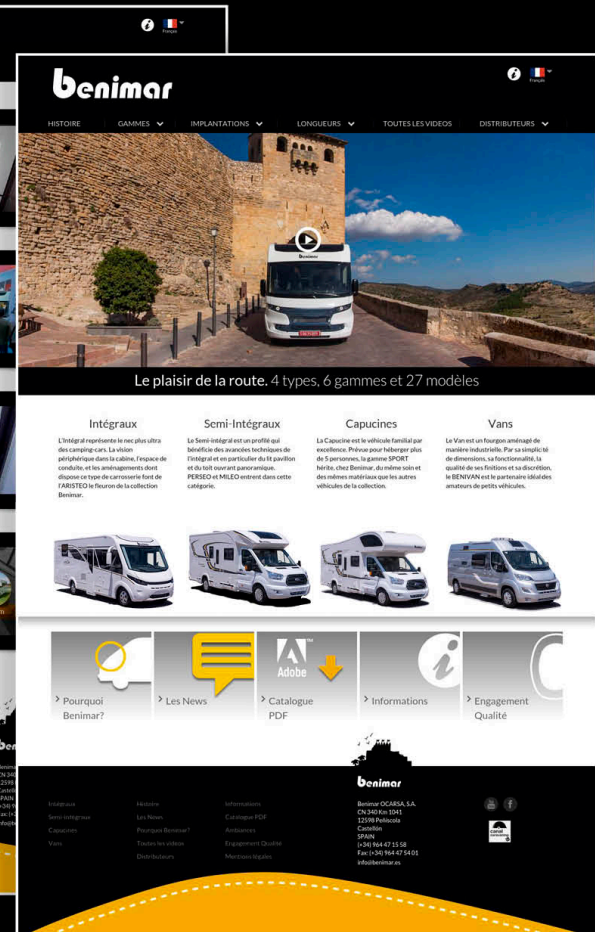 Français
benimar
Français
HISTOIRE
GAMMES
IMPLANTATIONS
LONGUEURS
TOUTES LES VIDEOS
DISTRIBUTEURS
benimar
Le plaisir de la route. 4 types, 6 gammes et 27 modèles
Intégraux
L'Intégral représente le nec plus ultra
des camping-cars. La vision
périphérique dans la cabine, l'espace de
conduite, et les aménagements dont
dispose ce type de carrosserie font de
l'ARISTEO le fleuron de la collection
Benimar.
Semi-Intégraux
Le Semi-intégral est un profilé qui
bénéficie des avancées techniques de
l'intégral et en particulier du lit pavillon
et du toit ouvrant panoramique.
PERSEO et MILEO entrent dans cette
catégorie.
Capucines
La Capucine est le véhicule familial par
excellence. Prévue pour héberger plus
de 5 personnes, la gamme SPORT
hérite, chez Benimar, du même soin et
des mêmes matériaux que les autres
véhicules de la collection.
Vans
Le Van est un fourgon aménagé de
manière industrielle. Par sa simplicité
de dimensions, sa fonctionnalité, la
qualité de ses finitions et sa discrétion,
le BENIVAN est le partenaire idéal des
amateurs de petits véhicules.
Pourquoi
Benimar?
Les News
Adobe™
Catalogue
PDF
Informations
Engagement
Qualité
Intégraux
Semi-Intégraux
Capucines
Vans
Histoire
Les News
Pourquoi Benimar?
Toutes les vidéos
Distributeurs
Informations
Catalogue PDF
Ambiances
Engagement Qualité
Mentions légales
benimar
Benimar OCARSA, S.A.
CN 340 Km 1041
12598 Peñíscola
Castellón
SPAIN
(+34) 964 47 15 58
Fax: (+34) 964 47 54 01
info@benimar.es
canal